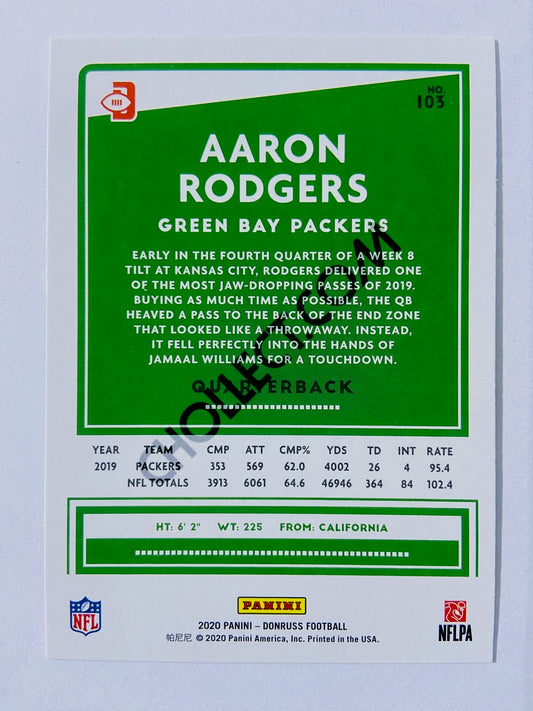 NO.
103
AARON
RODGERS
GREEN BAY PACKERS
EARLY IN THE FOURTH QUARTER OF A WEEK 8
TILT AT KANSAS CITY, RODGERS DELIVERED ONE
OF THE MOST JAW-DROPPING PASSES OF 2019.
BUYING AS MUCH TIME AS POSSIBLE, THE QB
HEAVED A PASS TO THE BACK OF THE END ZONE
THAT LOOKED LIKE A THROWAWAY. INSTEAD,
IT FELL PERFECTLY INTO THE HANDS OF
JAMAAL WILLIAMS FOR A TOUCHDOWN.
QUARTERBACK
CHOLLECT.COM
YEAR TEAM CMP ATT CMP% YDS TD INT RATE
2019 PACKERS 353 569 62.0 4002 26 4 95.4
NFL TOTALS 3913 6061 64.6 46946 364 84 102.4
HT: 6' 2" WT: 225 FROM: CALIFORNIA
PANINI
NFL
NFLPA
2020 PANINI – DONRUSS FOOTBALL
帕尼尼 © 2020 Panini America, Inc. Printed in the USA.